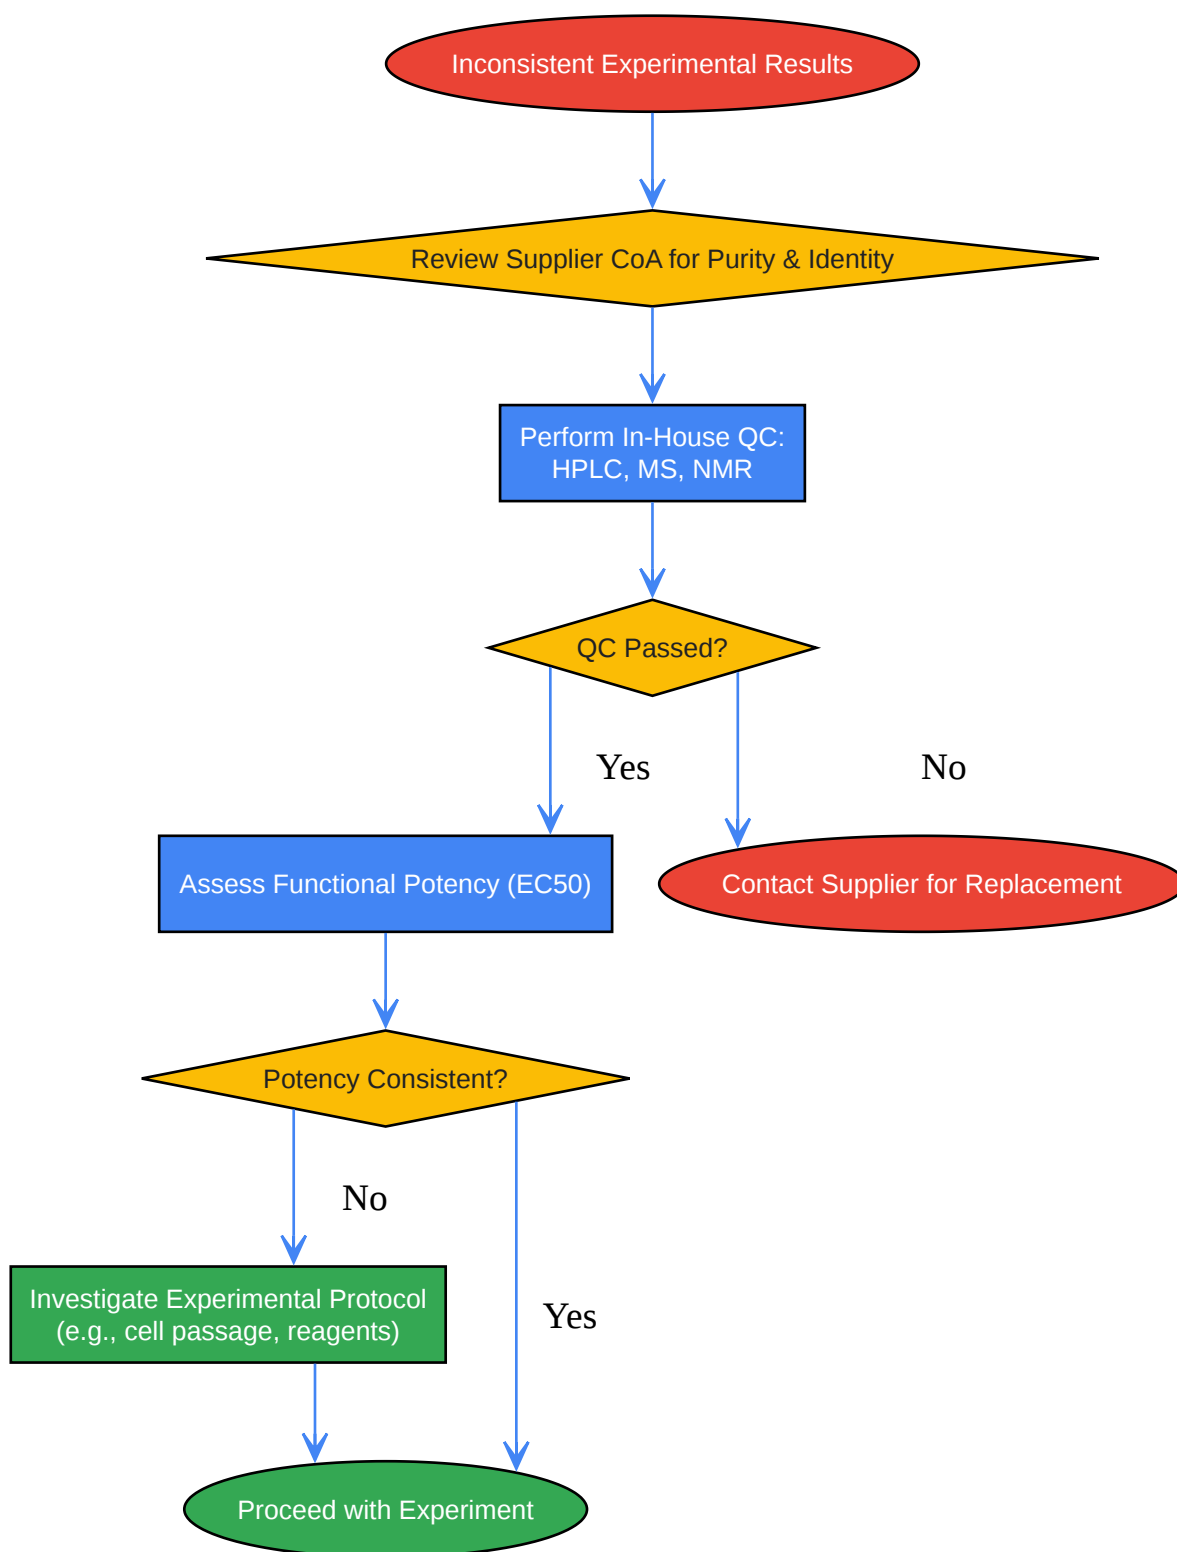 Inconsistent Experimental Results
Review Supplier CoA for Purity & Identity
Perform In-House QC:
HPLC, MS, NMR
QC Passed?
Yes
No
Assess Functional Potency (EC50)
Contact Supplier for Replacement
Potency Consistent?
No
Investigate Experimental Protocol
(e.g., cell passage, reagents)
Yes
Proceed with Experiment